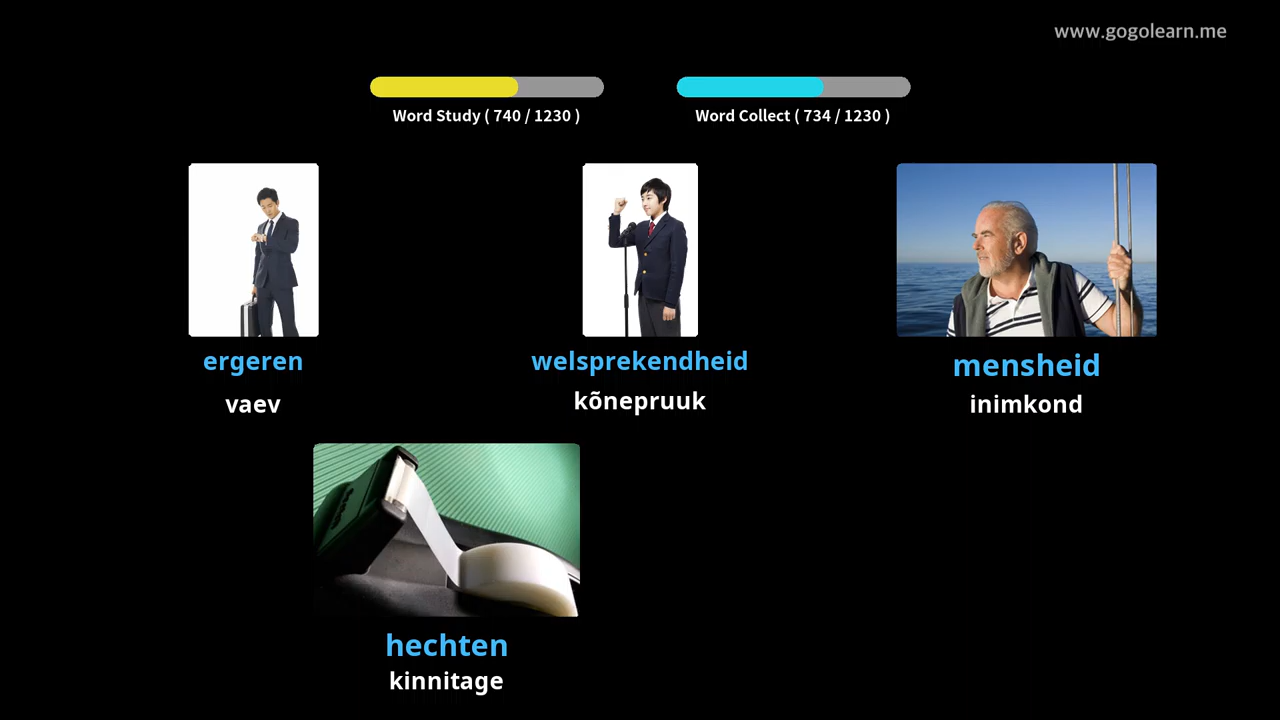 www.gogolearn.me
Word Study ( 740 / 1230 )
Word Collect ( 734 / 1230 )
ergeren
vaev
welsprekendheid
kõnepruuk
mensheid
inimkond
hechten
kinnitage